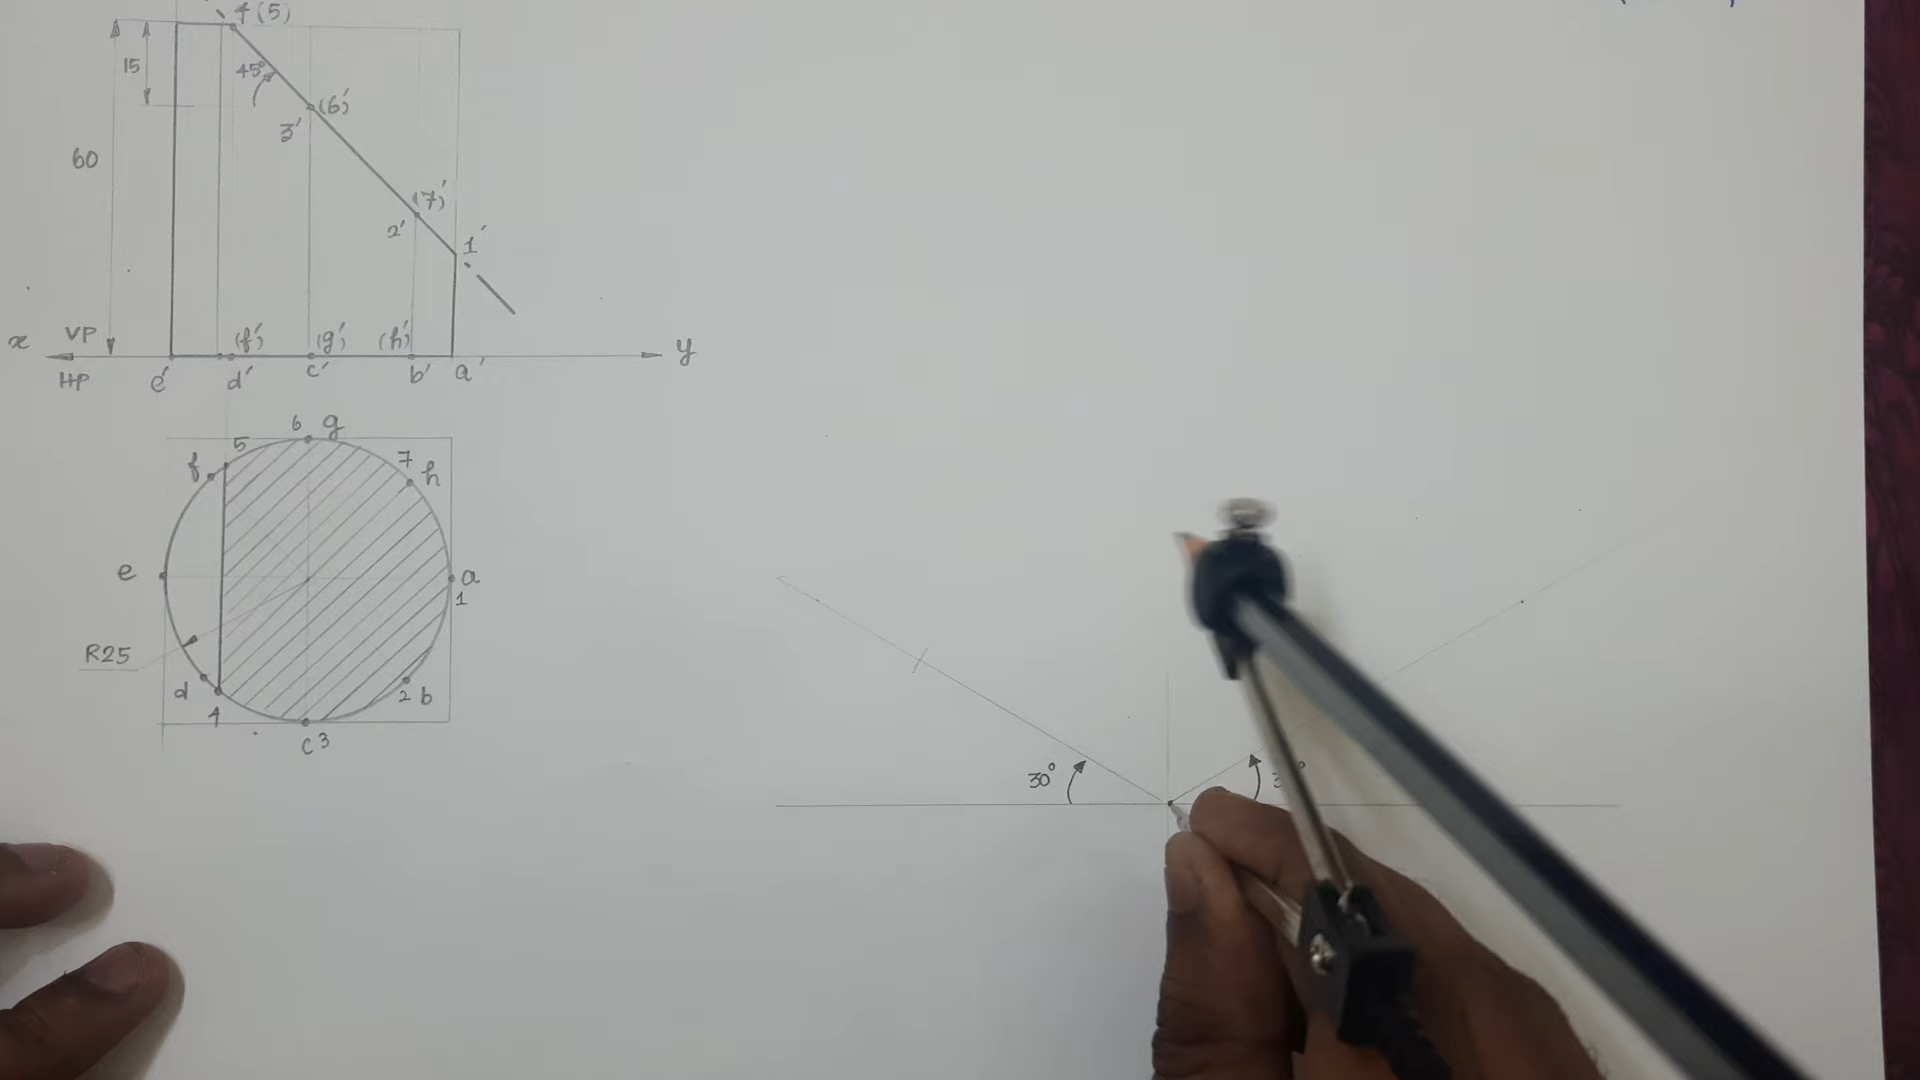 4 (5)
15
45°
(6)'
3'
60
(7)'
2'
1'
x VP (f)' (g)' (h)' y
HP e' d' c' b' a'
6 g
5
f 7 h
e a
1
R25
d 2 b
4
c 3
30°